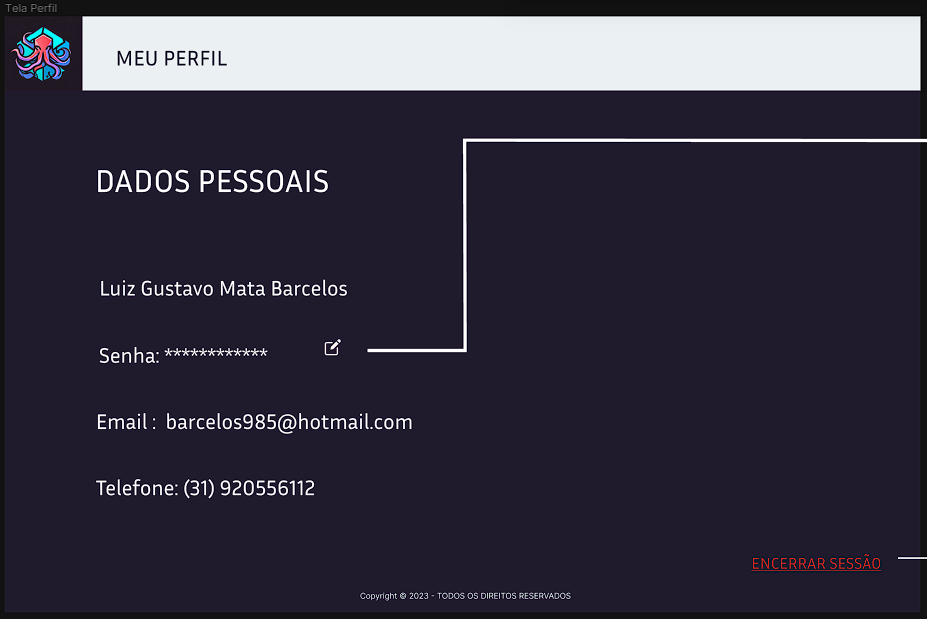 Tela Perfil
MEU PERFIL
DADOS PESSOAIS
Luiz Gustavo Mata Barcelos
Senha: ************
Email : barcelos985@hotmail.com
Telefone: (31) 920556112
ENCERRAR SESSÃO
Copyright © 2023 - TODOS OS DIREITOS RESERVADOS